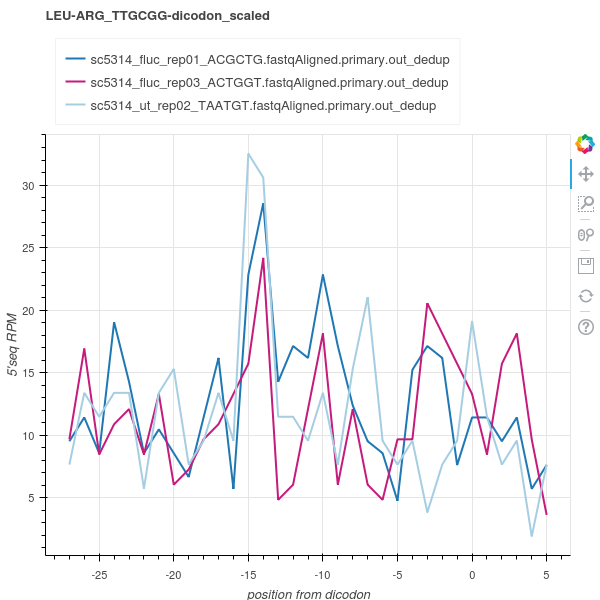 LEU-ARG_TTGCGG-dicodon_scaled
sc5314_fluc_rep01_ACGCTG.fastqAligned.primary.out_dedup
sc5314_fluc_rep03_ACTGGT.fastqAligned.primary.out_dedup
sc5314_ut_rep02_TAATGT.fastqAligned.primary.out_dedup
30
25
20
15
10
5
5'seq RPM
-25 -20 -15 -10 -5 0 5
position from dicodon